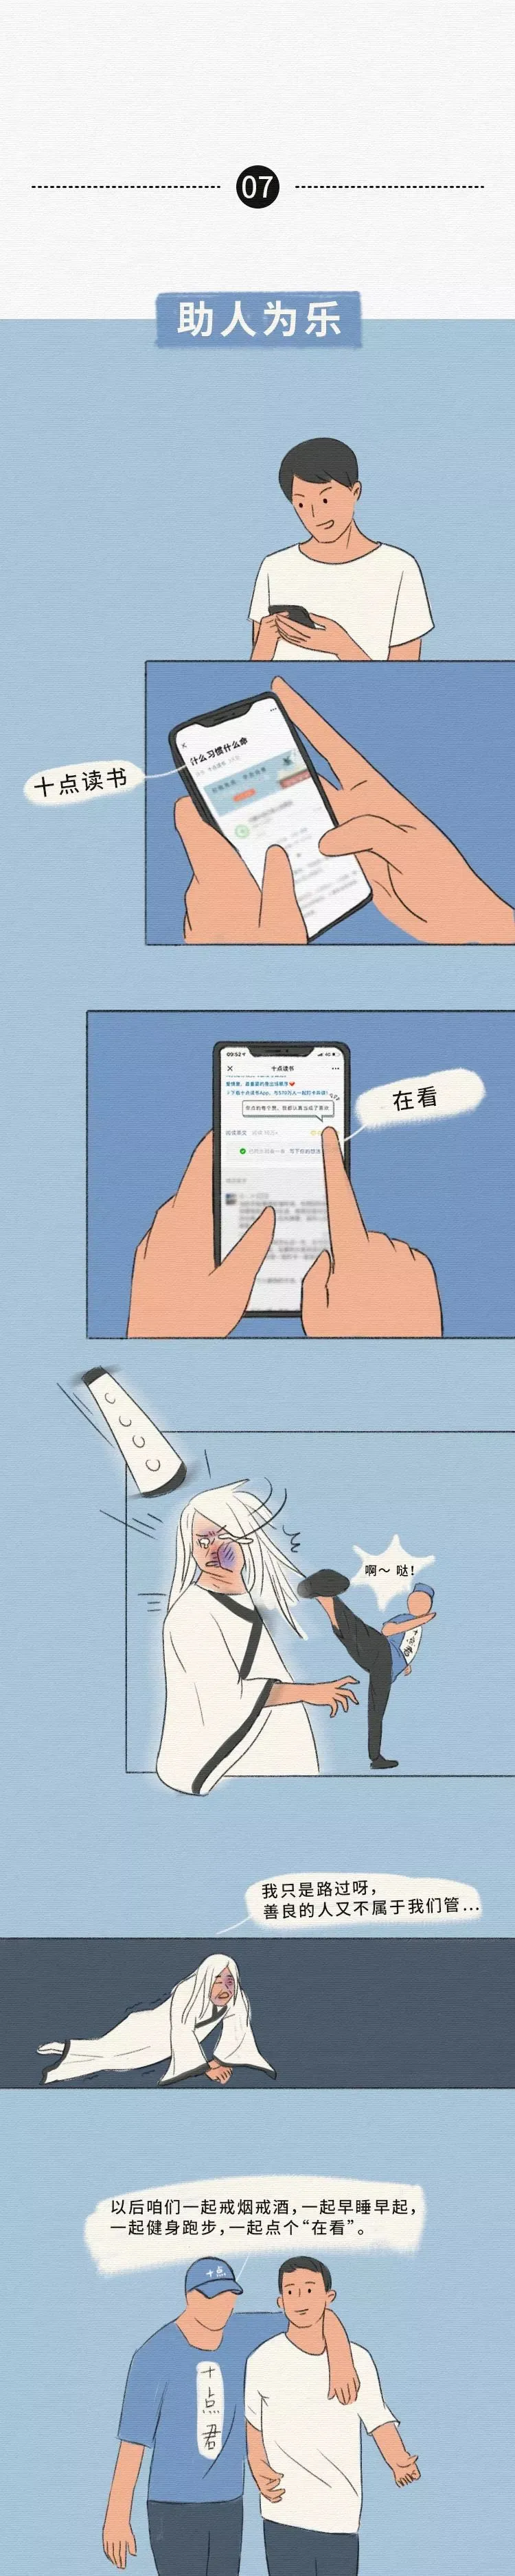 07
助人为乐
什么习惯什么命
十点读书
09:52
4G
十点读书
在看
啊～ 哒!
我只是路过呀，
善良的人又不属于我们管...
以后咱们一起戒烟戒酒，一起早睡早起，
一起健身跑步，一起点个“在看”。
十点
十点君